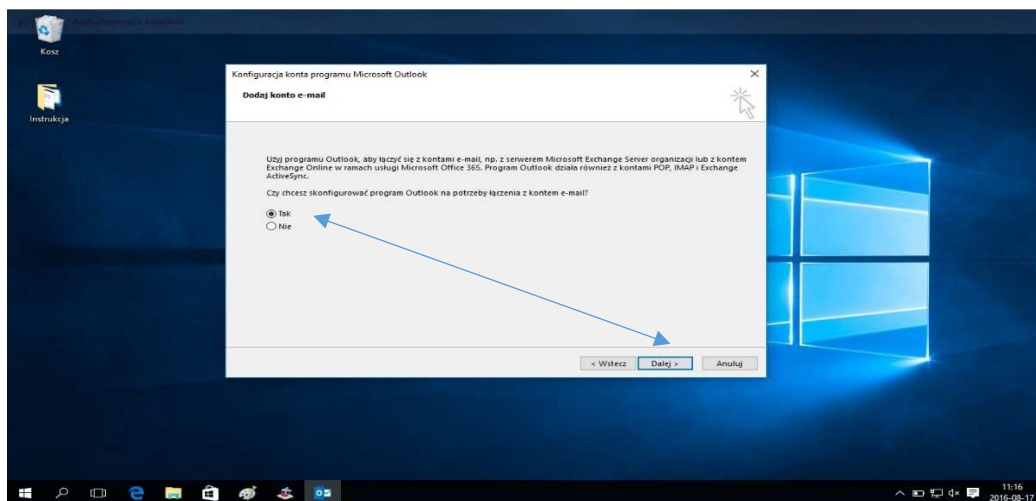 Kosz
Instrukcja
Konfiguracja konta programu Microsoft Outlook
Dodaj konto e-mail
Użyj programu Outlook, aby łączyć się z kontami e-mail, np. z serwerem Microsoft Exchange Server organizacji lub z kontem
Exchange Online w ramach usługi Microsoft Office 365. Program Outlook działa również z kontami POP, IMAP i Exchange
ActiveSync.
Czy chcesz skonfigurować program Outlook na potrzeby łączenia z kontem e-mail?
Tak
Nie
< Wstecz Dalej > Anuluj
11:16
2016-08-17